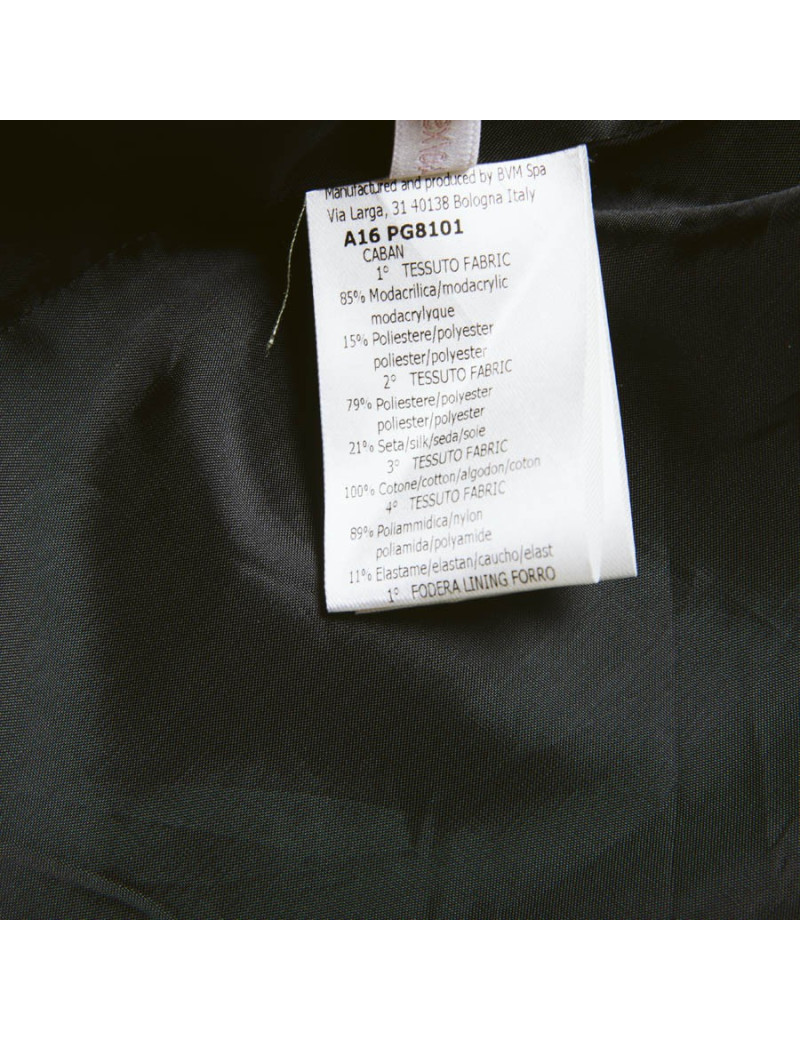 Manufactured and produced by BVM Spa
Via Larga, 31 40138 Bologna Italy
A16 PG8101
CABAN
1° TESSUTO FABRIC
85% Modacrilica/modacrylic
modacrylyque
15% Poliestere/polyester
poliester/polyester
2° TESSUTO FABRIC
79% Poliestere/polyester
poliester/polyester
21% Seta/silk/seda/soie
3° TESSUTO FABRIC
100% Cotone/cotton/algodon/coton
4° TESSUTO FABRIC
89% Poliammidica/nylon
poliamida/polyamide
11% Elastame/elastan/caucho/elast
1° FODERA LINING FORRO